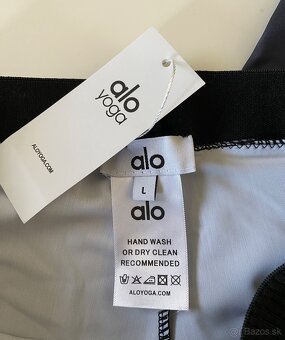 alo
yoga
ALOYOGA.COM
alo
L
alo
HAND WASH
OR DRY CLEAN
RECOMMENDED
ALOYOGA.COM
Bazos.sk